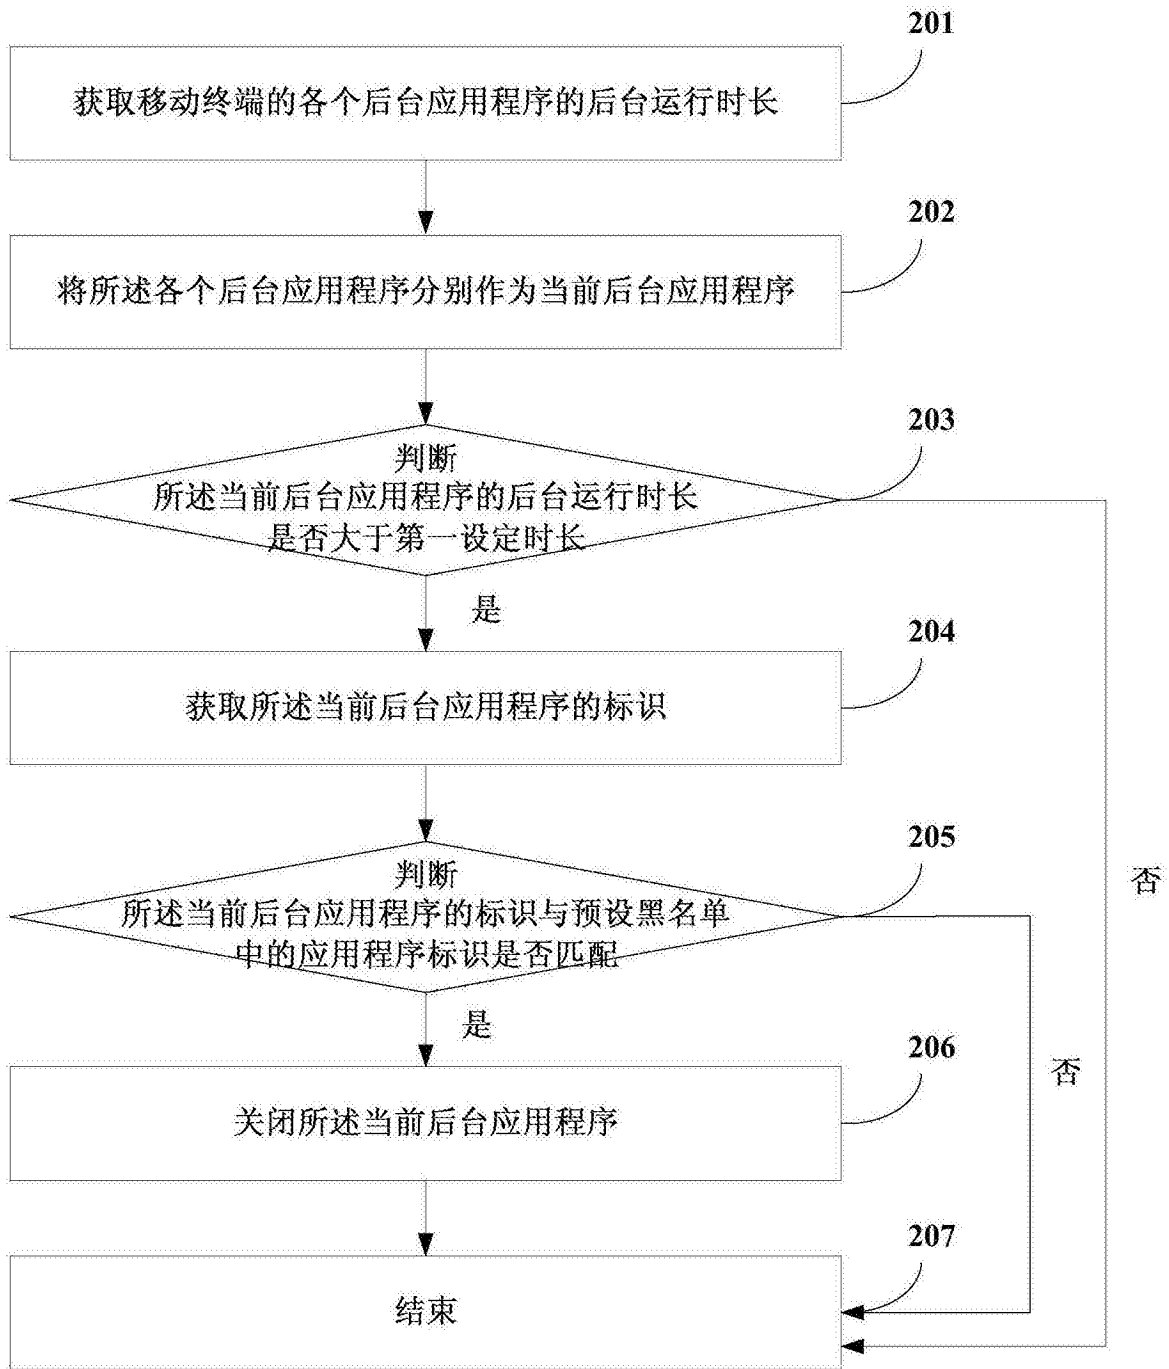 201
获取移动终端的各个后台应用程序的后台运行时长
202
将所述各个后台应用程序分别作为当前后台应用程序
203
判断
所述当前后台应用程序的后台运行时长
是否大于第一设定时长
是
204
获取所述当前后台应用程序的标识
205
判断
所述当前后台应用程序的标识与预设黑名单
中的应用程序标识是否匹配
否
是
206
否
关闭所述当前后台应用程序
207
结束